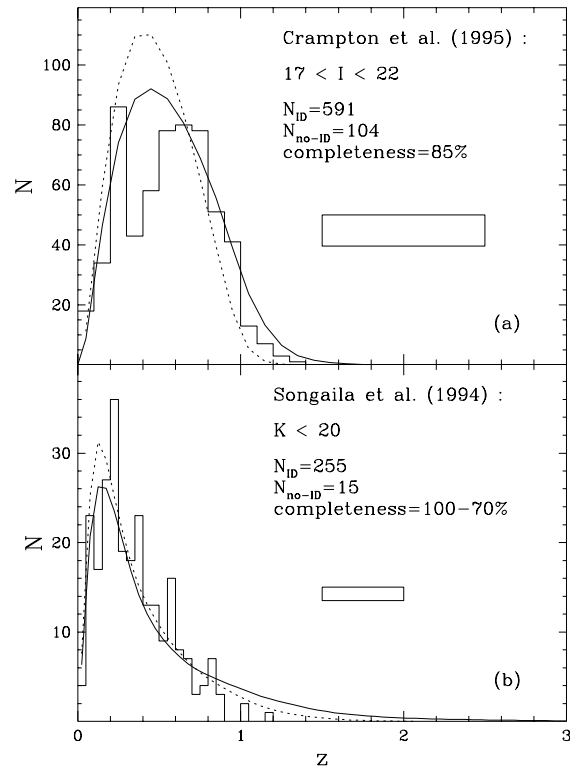 Crampton et al. (1995) :
17 < I < 22
N_ID=591
N_no-ID=104
completeness=85%
(a)
N
100
80
60
40
20
Songaila et al. (1994) :
K < 20
N_ID=255
N_no-ID=15
completeness=100-70%
(b)
N
30
20
10
0
1
2
3
z